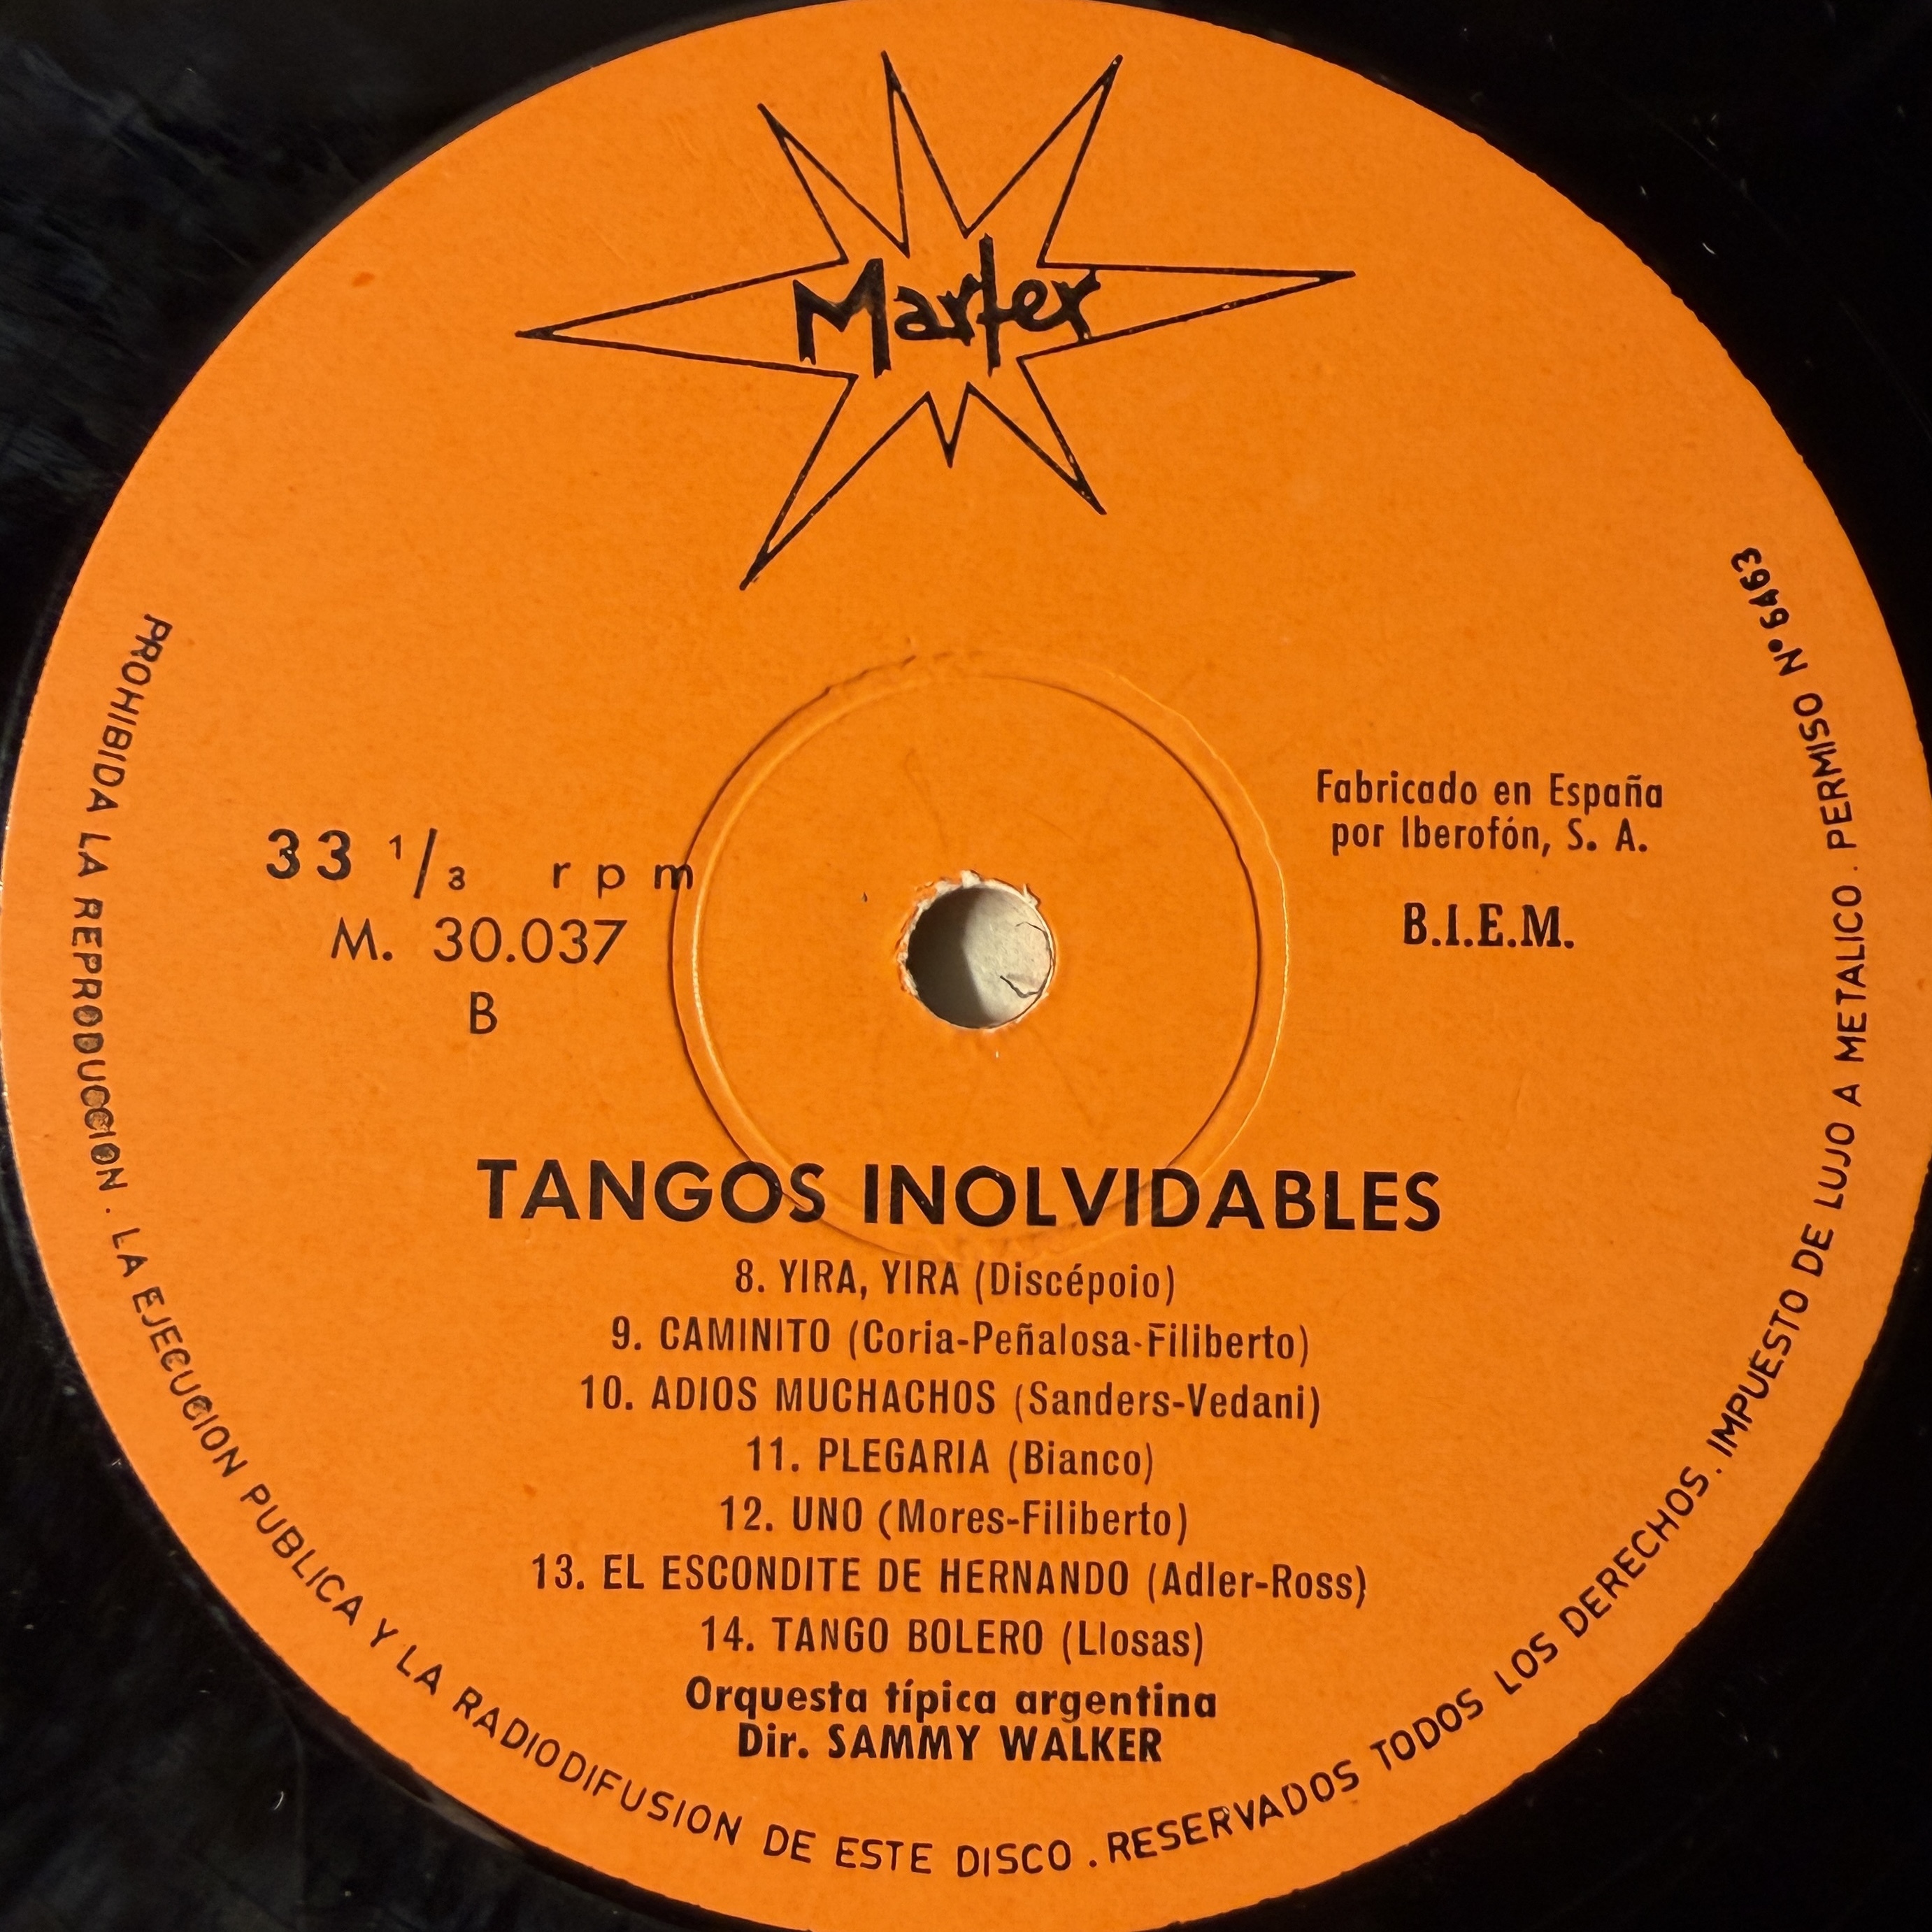 Marfer
33 1/3 rpm
M. 30.037
B
Fabricado en España
por Iberofón, S. A.
B.I.E.M.
TANGOS INOLVIDABLES
8. YIRA, YIRA (Discépoio)
9. CAMINITO (Coria-Peñalosa-Filiberto)
10. ADIOS MUCHACHOS (Sanders-Vedani)
11. PLEGARIA (Bianco)
12. UNO (Mores-Filiberto)
13. EL ESCONDITE DE HERNANDO (Adler-Ross)
14. TANGO BOLERO (Llosas)
Orquesta típica argentina
Dir. SAMMY WALKER
PROHIBIDA LA REPRODUCCION . LA EJECUCION PUBLICA Y LA RADIODIFUSION DE ESTE DISCO . RESERVADOS TODOS LOS DERECHOS . IMPUESTO DE LUJO A METALICO . PERMISO Nº 6463